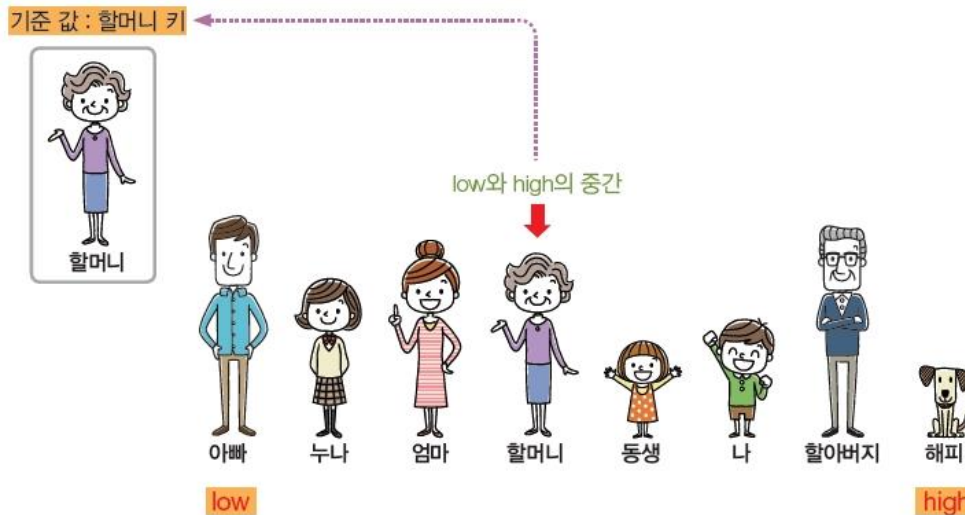 기준 값 : 할머니 키
할머니
low와 high의 중간
아빠 누나 엄마 할머니 동생 나 할아버지 해피
low high